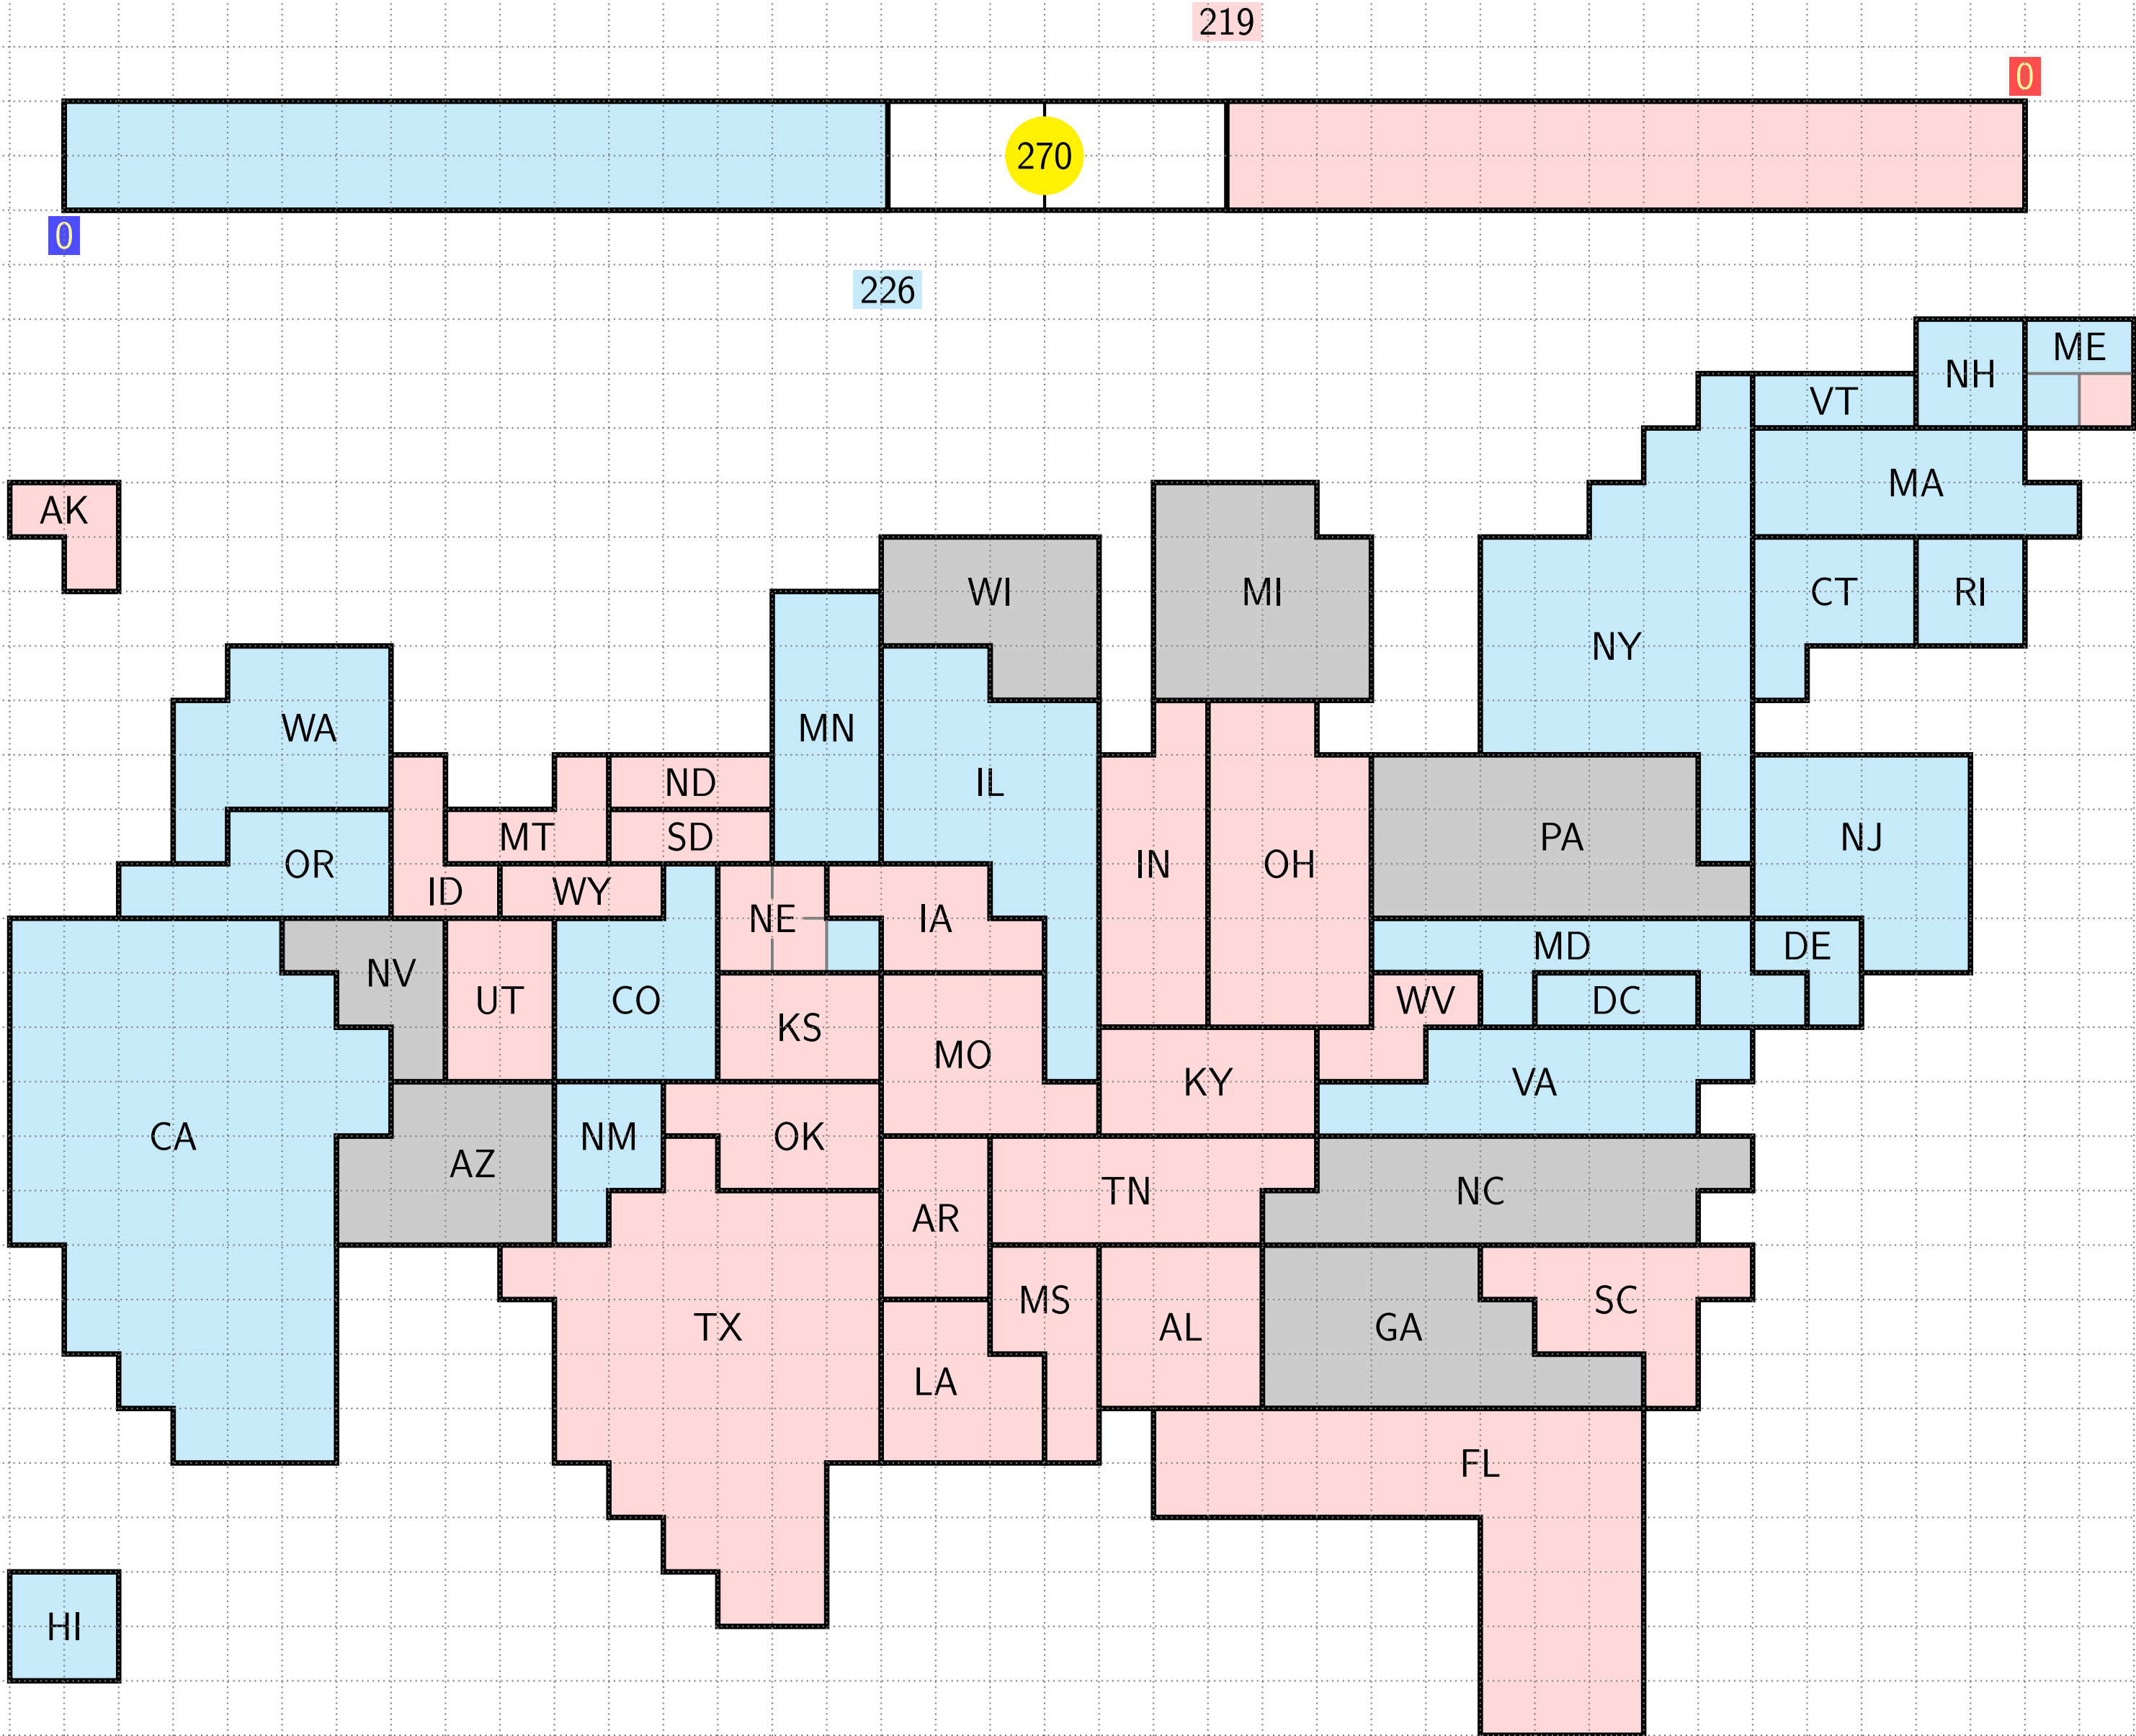 219
0
270
0
226
ME
NH
VT
MA
AK
WI
MI
CT
RI
NY
WA
MN
ND
IL
MT
SD
PA
NJ
OR
IN
OH
ID
WY
NE
IA
MD
DE
NV
UT
CO
KS
WV
DC
MO
KY
VA
CA
NM
OK
AZ
TN
NC
AR
MS
SC
TX
AL
GA
LA
FL
HI